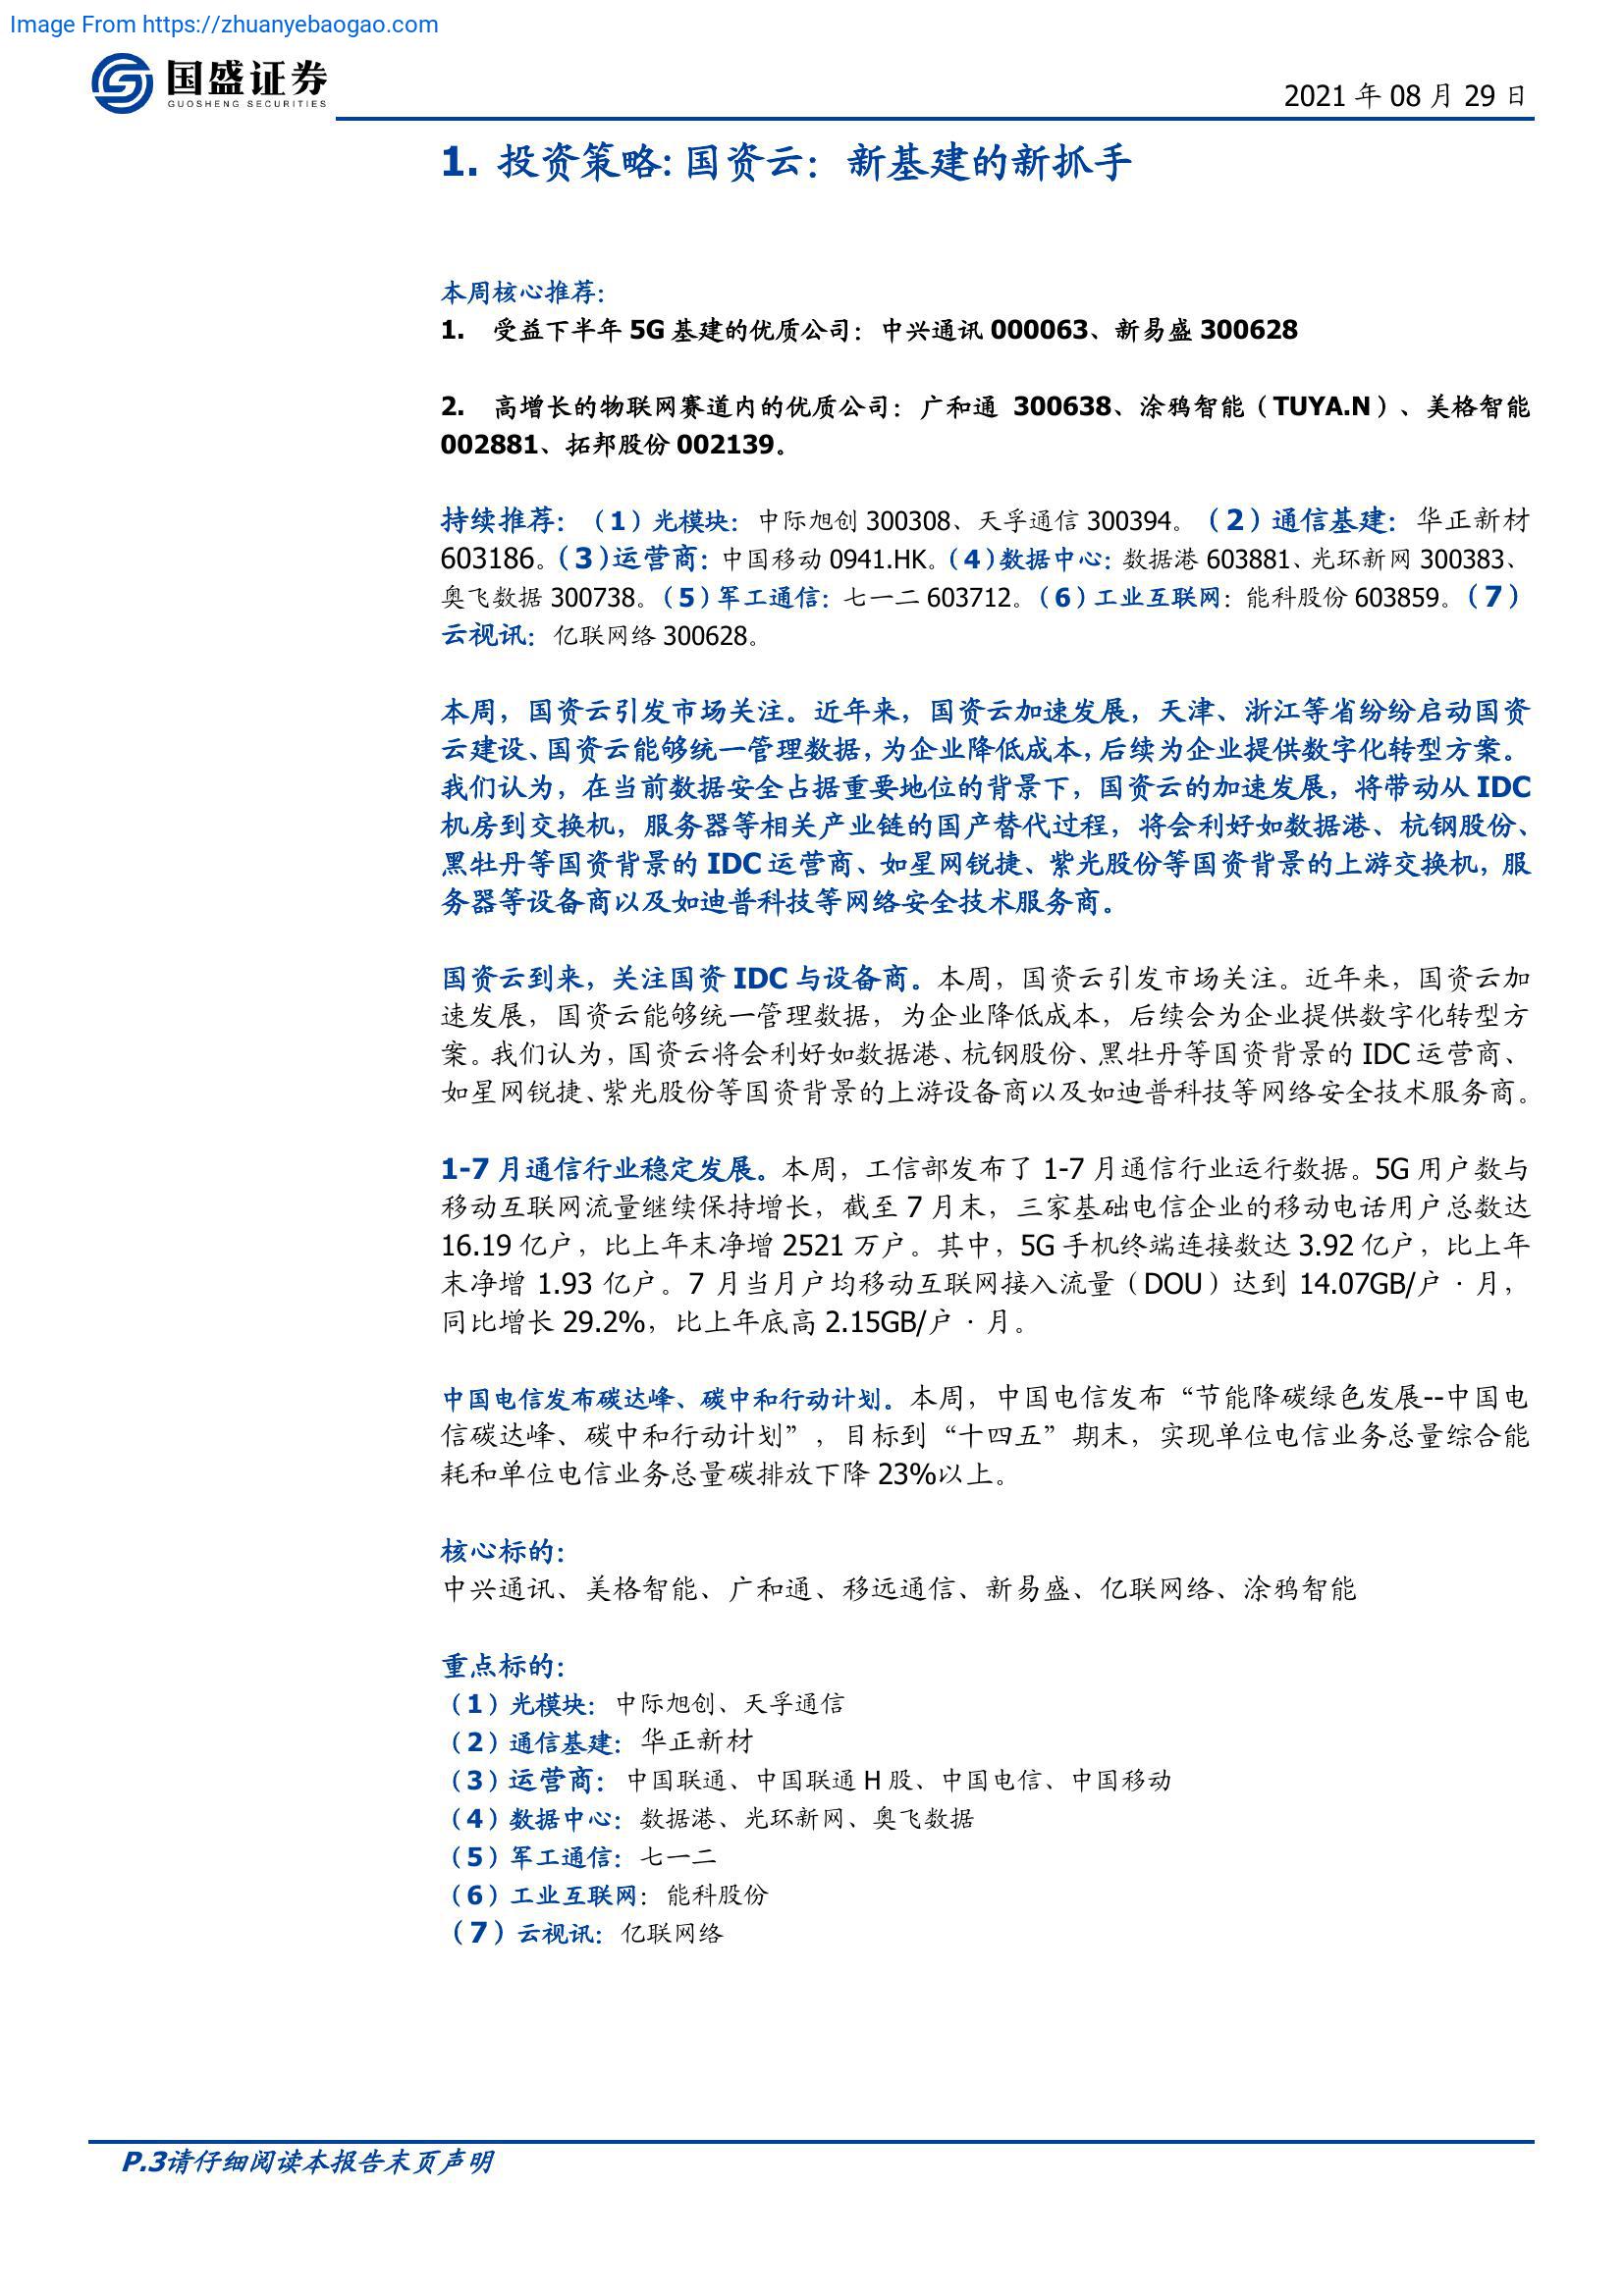 Image From https://zhuanyebaogao.com
国盛证券
GUOSHENG SECURITIES
2021 年 08 月 29 日
1. 投资策略: 国资云：新基建的新抓手
本周核心推荐：
1. 受益下半年 5G 基建的优质公司：中兴通讯 000063、新易盛 300628
2. 高增长的物联网赛道内的优质公司：广和通 300638、涂鸦智能（TUYA.N）、美格智能
002881、拓邦股份 002139。
持续推荐：（1）光模块：中际旭创 300308、天孚通信 300394。（2）通信基建：华正新材
603186。（3）运营商：中国移动 0941.HK。（4）数据中心：数据港 603881、光环新网 300383、
奥飞数据 300738。（5）军工通信：七一二 603712。（6）工业互联网：能科股份 603859。（7）
云视讯：亿联网络 300628。
本周，国资云引发市场关注。近年来，国资云加速发展，天津、浙江等省纷纷启动国资
云建设、国资云能够统一管理数据，为企业降低成本，后续为企业提供数字化转型方案。
我们认为，在当前数据安全占据重要地位的背景下，国资云的加速发展，将带动从 IDC
机房到交换机，服务器等相关产业链的国产替代过程，将会利好如数据港、杭钢股份、
黑牡丹等国资背景的 IDC 运营商、如星网锐捷、紫光股份等国资背景的上游交换机，服
务器等设备商以及如迪普科技等网络安全技术服务商。
国资云到来，关注国资 IDC 与设备商。本周，国资云引发市场关注。近年来，国资云加
速发展，国资云能够统一管理数据，为企业降低成本，后续会为企业提供数字化转型方
案。我们认为，国资云将会利好如数据港、杭钢股份、黑牡丹等国资背景的 IDC 运营商、
如星网锐捷、紫光股份等国资背景的上游设备商以及如迪普科技等网络安全技术服务商。
1-7 月通信行业稳定发展。本周，工信部发布了 1-7 月通信行业运行数据。5G 用户数与
移动互联网流量继续保持增长，截至 7 月末，三家基础电信企业的移动电话用户总数达
16.19 亿户，比上年末净增 2521 万户。其中，5G 手机终端连接数达 3.92 亿户，比上年
末净增 1.93 亿户。7 月当月户均移动互联网接入流量（DOU）达到 14.07GB/户·月，
同比增长 29.2%，比上年底高 2.15GB/户·月。
中国电信发布碳达峰、碳中和行动计划。本周，中国电信发布“节能降碳绿色发展--中国电
信碳达峰、碳中和行动计划”，目标到“十四五”期末，实现单位电信业务总量综合能
耗和单位电信业务总量碳排放下降 23%以上。
核心标的：
中兴通讯、美格智能、广和通、移远通信、新易盛、亿联网络、涂鸦智能
重点标的：
（1）光模块：中际旭创、天孚通信
（2）通信基建：华正新材
（3）运营商：中国联通、中国联通 H 股、中国电信、中国移动
（4）数据中心：数据港、光环新网、奥飞数据
（5）军工通信：七一二
（6）工业互联网：能科股份
（7）云视讯：亿联网络
P.3请仔细阅读本报告末页声明